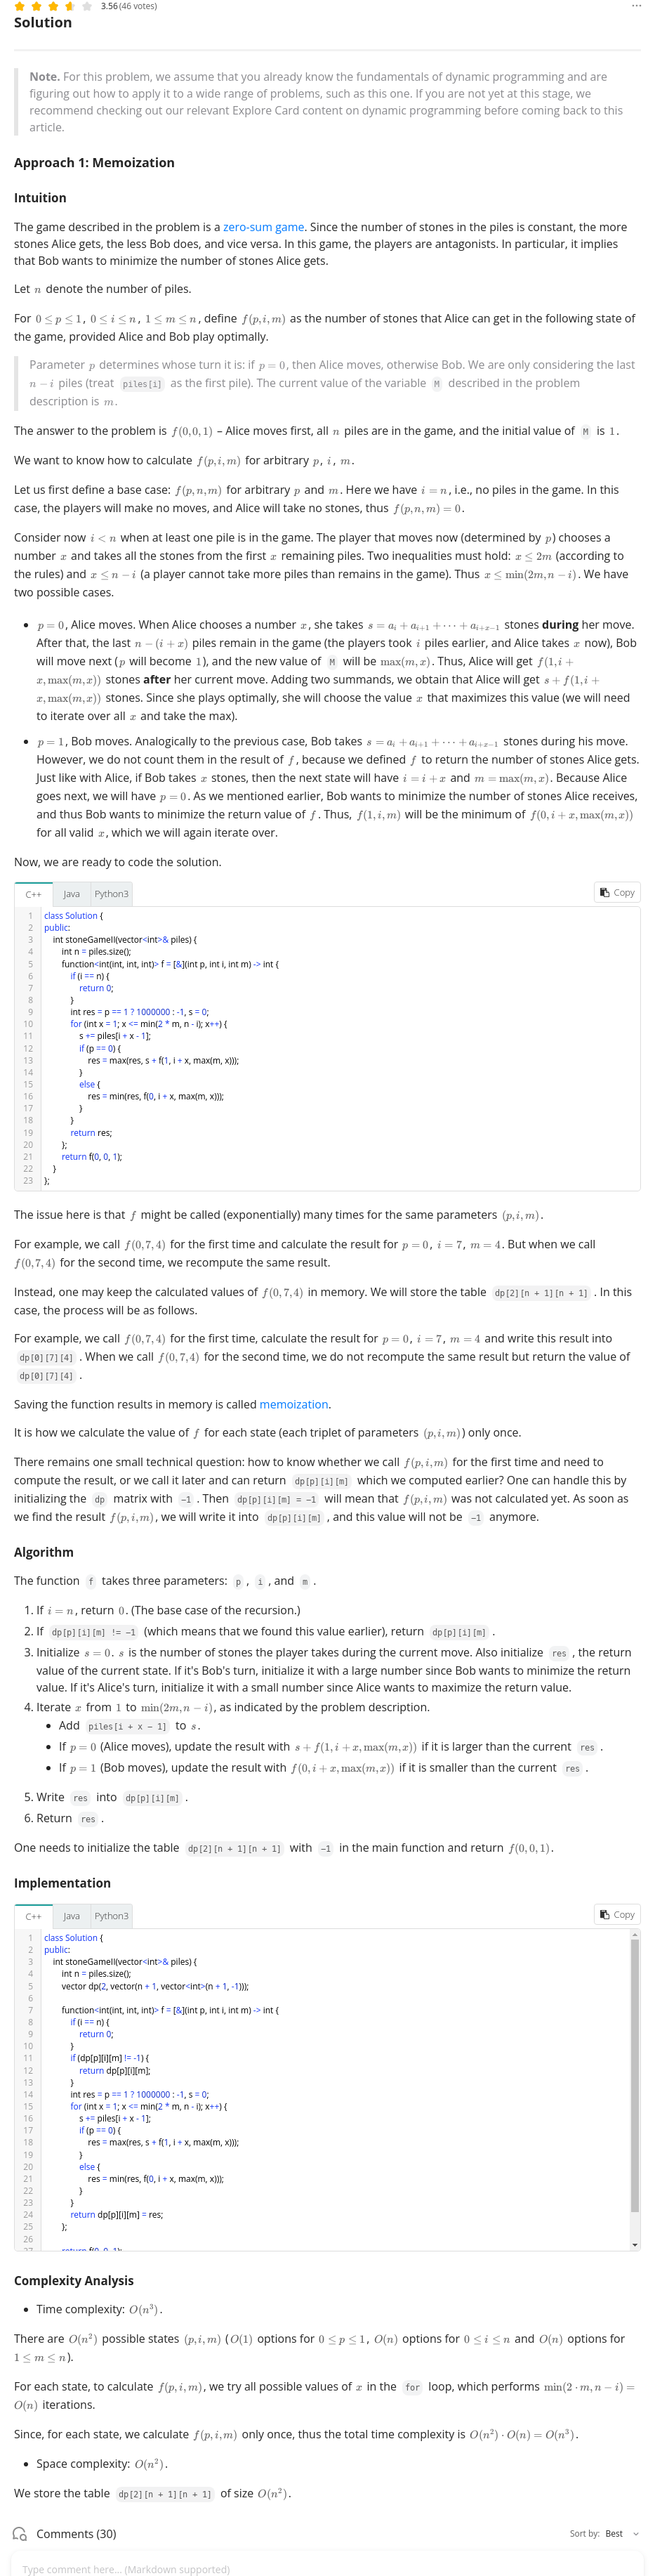 3.56 (46 votes)
Solution
Note. For this problem, we assume that you already know the fundamentals of dynamic programming and are
figuring out how to apply it to a wide range of problems, such as this one. If you are not yet at this stage, we
recommend checking out our relevant Explore Card content on dynamic programming before coming back to this
article.
Approach 1: Memoization
Intuition
The game described in the problem is a zero-sum game. Since the number of stones in the piles is constant, the more
stones Alice gets, the less Bob does, and vice versa. In this game, the players are antagonists. In particular, it implies
that Bob wants to minimize the number of stones Alice gets.
Let n denote the number of piles.
For 0 ≤ p ≤ 1, 0 ≤ i ≤ n, 1 ≤ m ≤ n, define f(p, i, m) as the number of stones that Alice can get in the following state of
the game, provided Alice and Bob play optimally.
Parameter p determines whose turn it is: if p = 0, then Alice moves, otherwise Bob. We are only considering the last
n − i piles (treat piles[i] as the first pile). The current value of the variable M described in the problem
description is m.
The answer to the problem is f(0, 0, 1) – Alice moves first, all n piles are in the game, and the initial value of M is 1.
We want to know how to calculate f(p, i, m) for arbitrary p, i, m.
Let us first define a base case: f(p, n, m) for arbitrary p and m. Here we have i = n, i.e., no piles in the game. In this
case, the players will make no moves, and Alice will take no stones, thus f(p, n, m) = 0.
Consider now i < n when at least one pile is in the game. The player that moves now (determined by p) chooses a
number x and takes all the stones from the first x remaining piles. Two inequalities must hold: x ≤ 2m (according to
the rules) and x ≤ n − i (a player cannot take more piles than remains in the game). Thus x ≤ min(2m, n − i). We have
two possible cases.
• p = 0, Alice moves. When Alice chooses a number x, she takes s = aᵢ + aᵢ₊₁ + ⋯ + aᵢ₊ₓ₋₁ stones during her move.
After that, the last n − (i + x) piles remain in the game (the players took i piles earlier, and Alice takes x now), Bob
will move next (p will become 1), and the new value of M will be max(m, x). Thus, Alice will get f(1, i +
x, max(m, x)) stones after her current move. Adding two summands, we obtain that Alice will get s + f(1, i +
x, max(m, x)) stones. Since she plays optimally, she will choose the value x that maximizes this value (we will need
to iterate over all x and take the max).
• p = 1, Bob moves. Analogically to the previous case, Bob takes s = aᵢ + aᵢ₊₁ + ⋯ + aᵢ₊ₓ₋₁ stones during his move.
However, we do not count them in the result of f, because we defined f to return the number of stones Alice gets.
Just like with Alice, if Bob takes x stones, then the next state will have i = i + x and m = max(m, x). Because Alice
goes next, we will have p = 0. As we mentioned earlier, Bob wants to minimize the number of stones Alice receives,
and thus Bob wants to minimize the return value of f. Thus, f(1, i, m) will be the minimum of f(0, i + x, max(m, x))
for all valid x, which we will again iterate over.
Now, we are ready to code the solution.
C++ Java Python3 Copy
1 class Solution {
2 public:
3 int stoneGameII(vector<int>& piles) {
4 int n = piles.size();
5 function<int(int, int, int)> f = [&](int p, int i, int m) -> int {
6 if (i == n) {
7 return 0;
8 }
9 int res = p == 1 ? 1000000 : -1, s = 0;
10 for (int x = 1; x <= min(2 * m, n - i); x++) {
11 s += piles[i + x - 1];
12 if (p == 0) {
13 res = max(res, s + f(1, i + x, max(m, x)));
14 }
15 else {
16 res = min(res, f(0, i + x, max(m, x)));
17 }
18 }
19 return res;
20 };
21 return f(0, 0, 1);
22 }
23 };
The issue here is that f might be called (exponentially) many times for the same parameters (p, i, m).
For example, we call f(0, 7, 4) for the first time and calculate the result for p = 0, i = 7, m = 4. But when we call
f(0, 7, 4) for the second time, we recompute the same result.
Instead, one may keep the calculated values of f(0, 7, 4) in memory. We will store the table dp[2][n + 1][n + 1] . In this
case, the process will be as follows.
For example, we call f(0, 7, 4) for the first time, calculate the result for p = 0, i = 7, m = 4 and write this result into
dp[0][7][4] . When we call f(0, 7, 4) for the second time, we do not recompute the same result but return the value of
dp[0][7][4] .
Saving the function results in memory is called memoization.
It is how we calculate the value of f for each state (each triplet of parameters (p, i, m)) only once.
There remains one small technical question: how to know whether we call f(p, i, m) for the first time and need to
compute the result, or we call it later and can return dp[p][i][m] which we computed earlier? One can handle this by
initializing the dp matrix with -1 . Then dp[p][i][m] = -1 will mean that f(p, i, m) was not calculated yet. As soon as
we find the result f(p, i, m), we will write it into dp[p][i][m] , and this value will not be -1 anymore.
Algorithm
The function f takes three parameters: p , i , and m .
1. If i = n, return 0. (The base case of the recursion.)
2. If dp[p][i][m] != -1 (which means that we found this value earlier), return dp[p][i][m] .
3. Initialize s = 0. s is the number of stones the player takes during the current move. Also initialize res , the return
value of the current state. If it's Bob's turn, initialize it with a large number since Bob wants to minimize the return
value. If it's Alice's turn, initialize it with a small number since Alice wants to maximize the return value.
4. Iterate x from 1 to min(2m, n − i), as indicated by the problem description.
• Add piles[i + x - 1] to s.
• If p = 0 (Alice moves), update the result with s + f(1, i + x, max(m, x)) if it is larger than the current res .
• If p = 1 (Bob moves), update the result with f(0, i + x, max(m, x)) if it is smaller than the current res .
5. Write res into dp[p][i][m] .
6. Return res .
One needs to initialize the table dp[2][n + 1][n + 1] with -1 in the main function and return f(0, 0, 1).
Implementation
C++ Java Python3 Copy
1 class Solution {
2 public:
3 int stoneGameII(vector<int>& piles) {
4 int n = piles.size();
5 vector dp(2, vector(n + 1, vector<int>(n + 1, -1)));
6
7 function<int(int, int, int)> f = [&](int p, int i, int m) -> int {
8 if (i == n) {
9 return 0;
10 }
11 if (dp[p][i][m] != -1) {
12 return dp[p][i][m];
13 }
14 int res = p == 1 ? 1000000 : -1, s = 0;
15 for (int x = 1; x <= min(2 * m, n - i); x++) {
16 s += piles[i + x - 1];
17 if (p == 0) {
18 res = max(res, s + f(1, i + x, max(m, x)));
19 }
20 else {
21 res = min(res, f(0, i + x, max(m, x)));
22 }
23 }
24 return dp[p][i][m] = res;
25 };
26
27 return f(0, 0, 1);
Complexity Analysis
• Time complexity: O(n³).
There are O(n²) possible states (p, i, m) (O(1) options for 0 ≤ p ≤ 1, O(n) options for 0 ≤ i ≤ n and O(n) options for
1 ≤ m ≤ n).
For each state, to calculate f(p, i, m), we try all possible values of x in the for loop, which performs min(2 · m, n − i) =
O(n) iterations.
Since, for each state, we calculate f(p, i, m) only once, thus the total time complexity is O(n²) · O(n) = O(n³).
• Space complexity: O(n²).
We store the table dp[2][n + 1][n + 1] of size O(n²).
Comments (30) Sort by: Best
Type comment here... (Markdown supported)